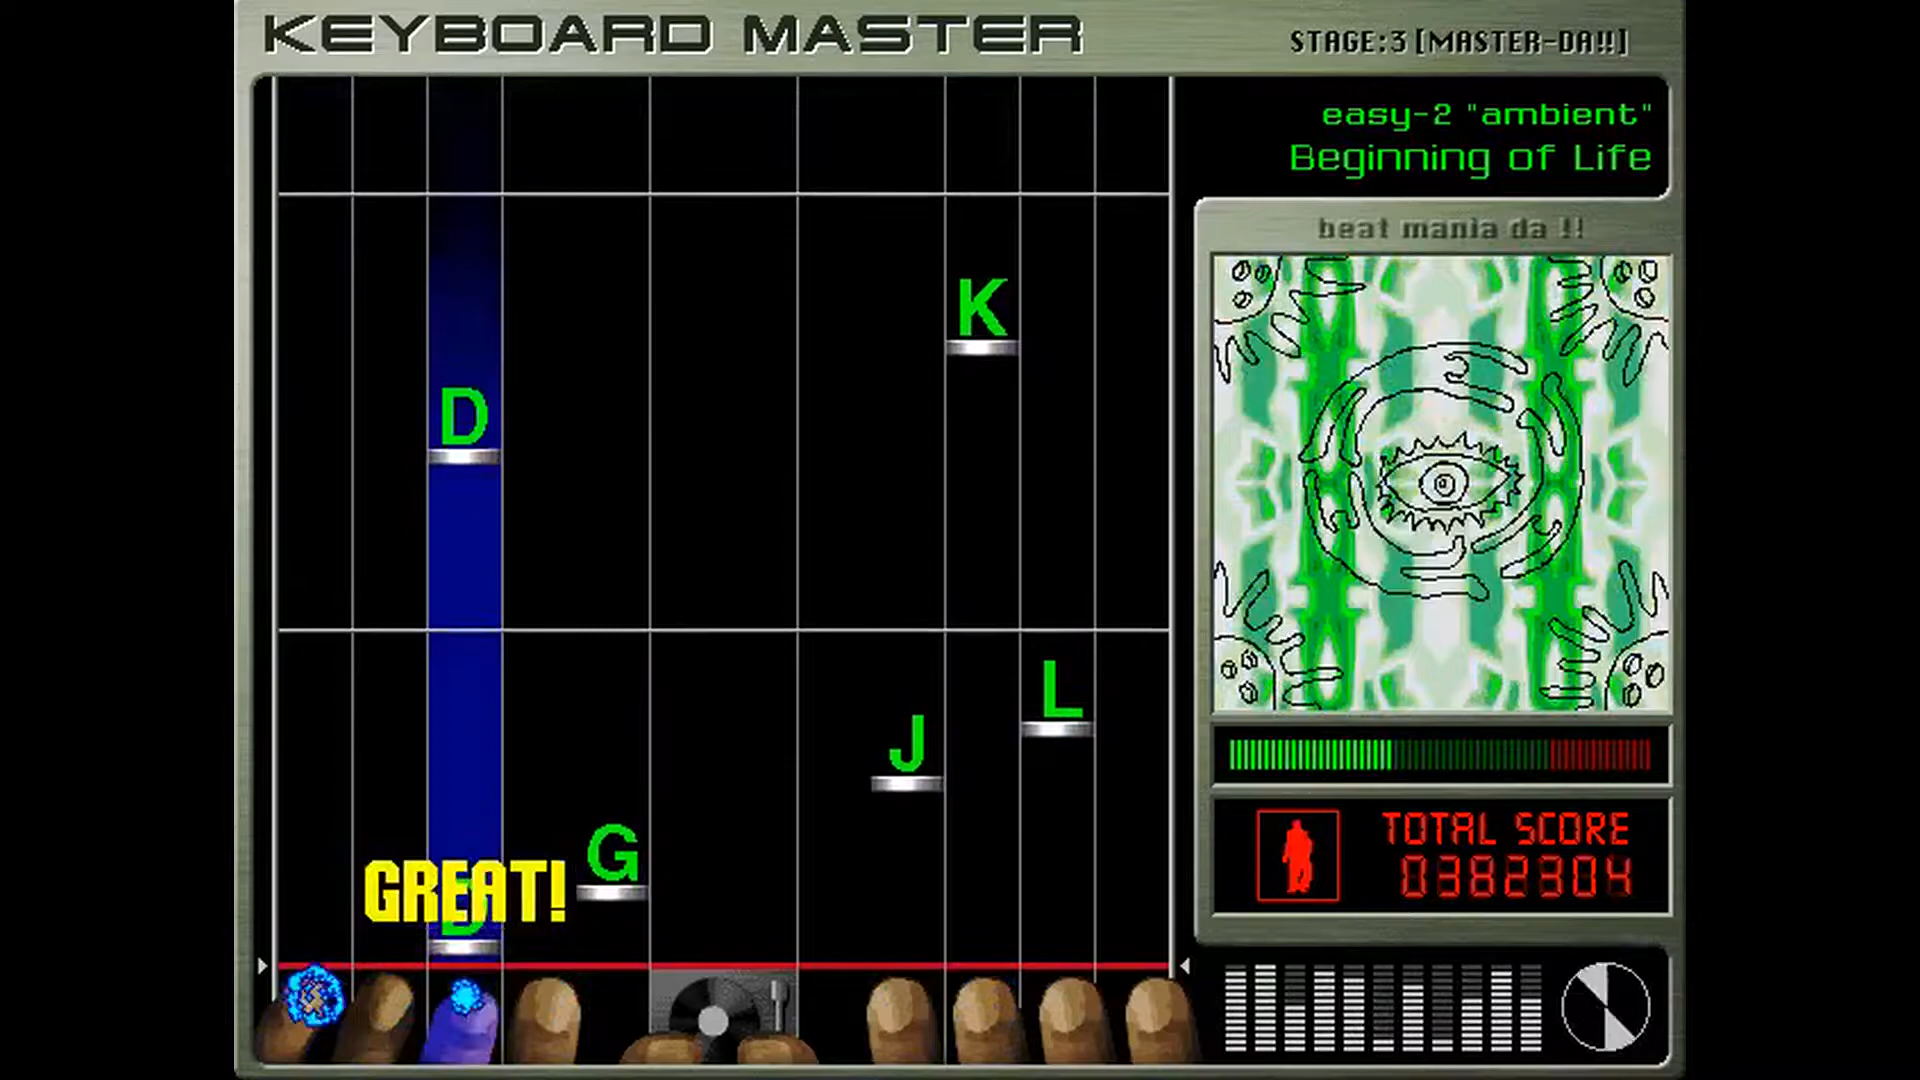 KEYBOARD MASTER
STAGE:3 [MASTER-DA!!]
easy-2 "ambient"
Beginning of Life
beat mania da !!
K
D
L
J
G
GREAT!
D
TOTAL SCORE
0382304